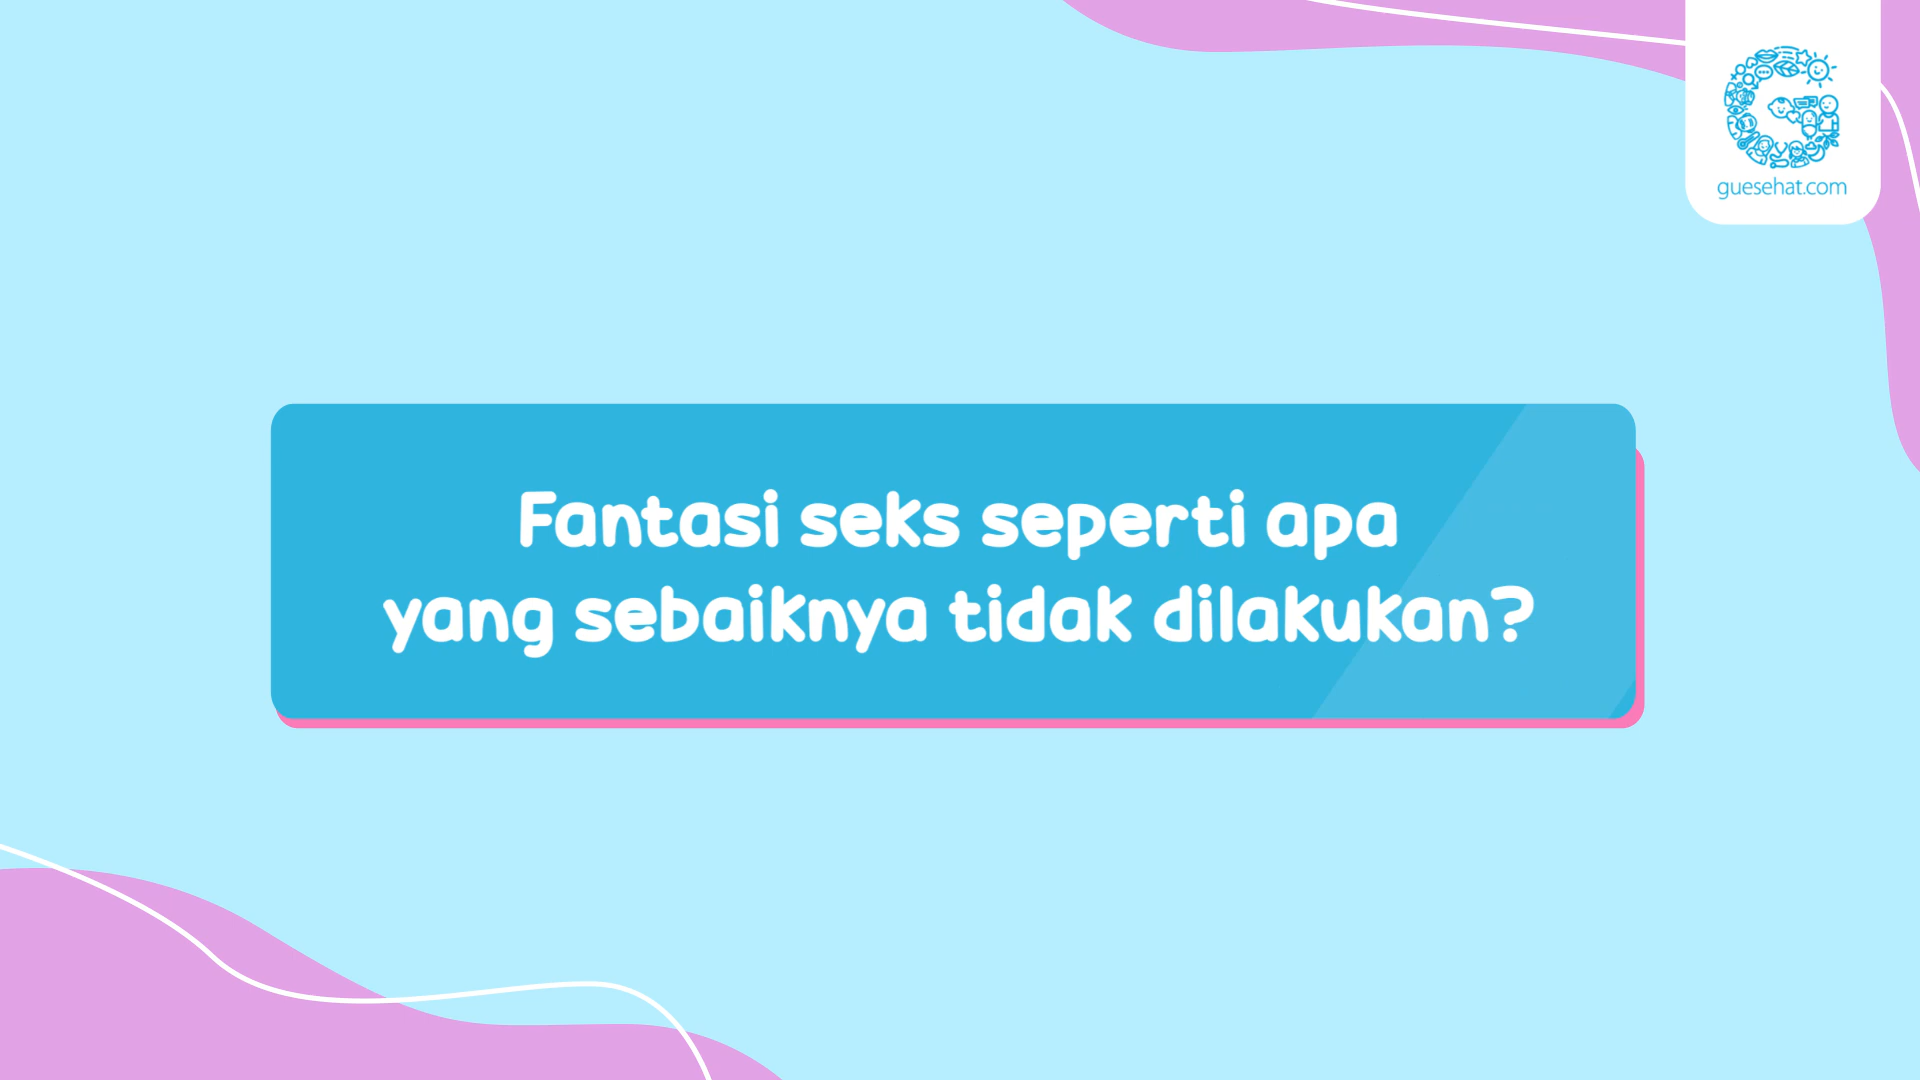 guesehat.com
Fantasi seks seperti apa
yang sebaiknya tidak dilakukan?